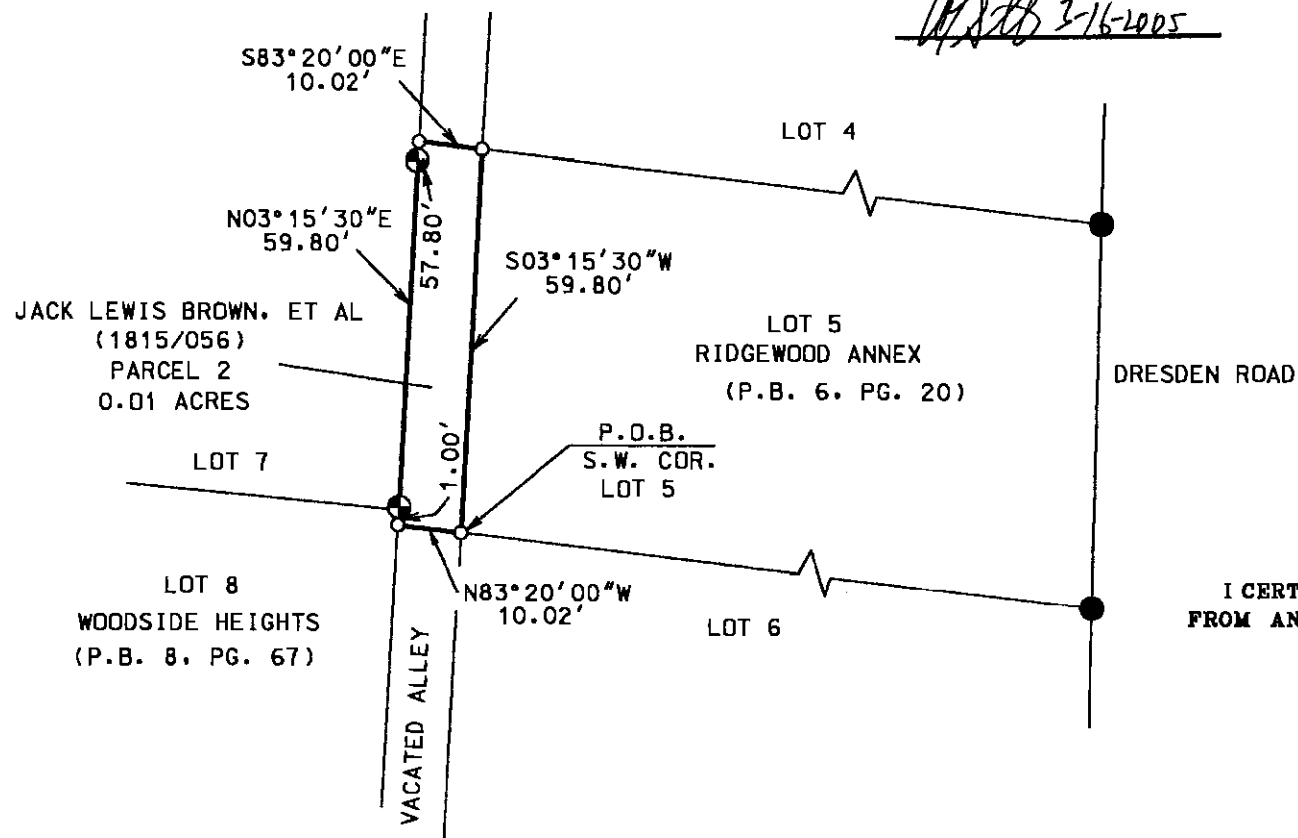 3-16-2005
S83°20'00"E
10.02'
LOT 4
N03°15'30"E
59.80'
57.80'
S03°15'30"W
59.80'
JACK LEWIS BROWN, ET AL
(1815/056)
PARCEL 2
0.01 ACRES
LOT 5
RIDGEWOOD ANNEX
(P.B. 6, PG. 20)
DRESDEN ROAD
1.00'
P.O.B.
S.W. COR.
LOT 5
LOT 7
LOT 8
WOODSIDE HEIGHTS
(P.B. 8, PG. 67)
N83°20'00"W
10.02'
LOT 6
VACATED ALLEY
I CERT
FROM AN